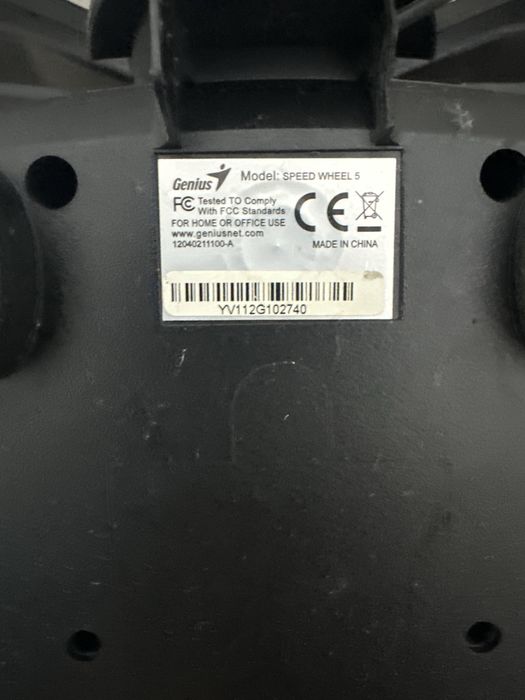 Genius Model: SPEED WHEEL 5
FC Tested TO Comply
With FCC Standards
CE
FOR HOME OR OFFICE USE
www.geniusnet.com
12040211100-A MADE IN CHINA
YV112G102740